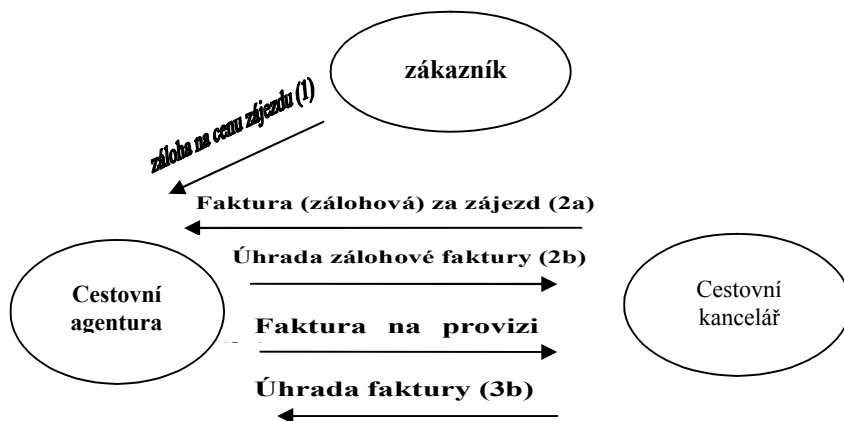 zákazník
záloha na cenu zájezdu (1)
Faktura (zálohová) za zájezd (2a)
Úhrada zálohové faktury (2b)
Cestovní
agentura
Cestovní
kancelář
Faktura na provizi
Úhrada faktury (3b)